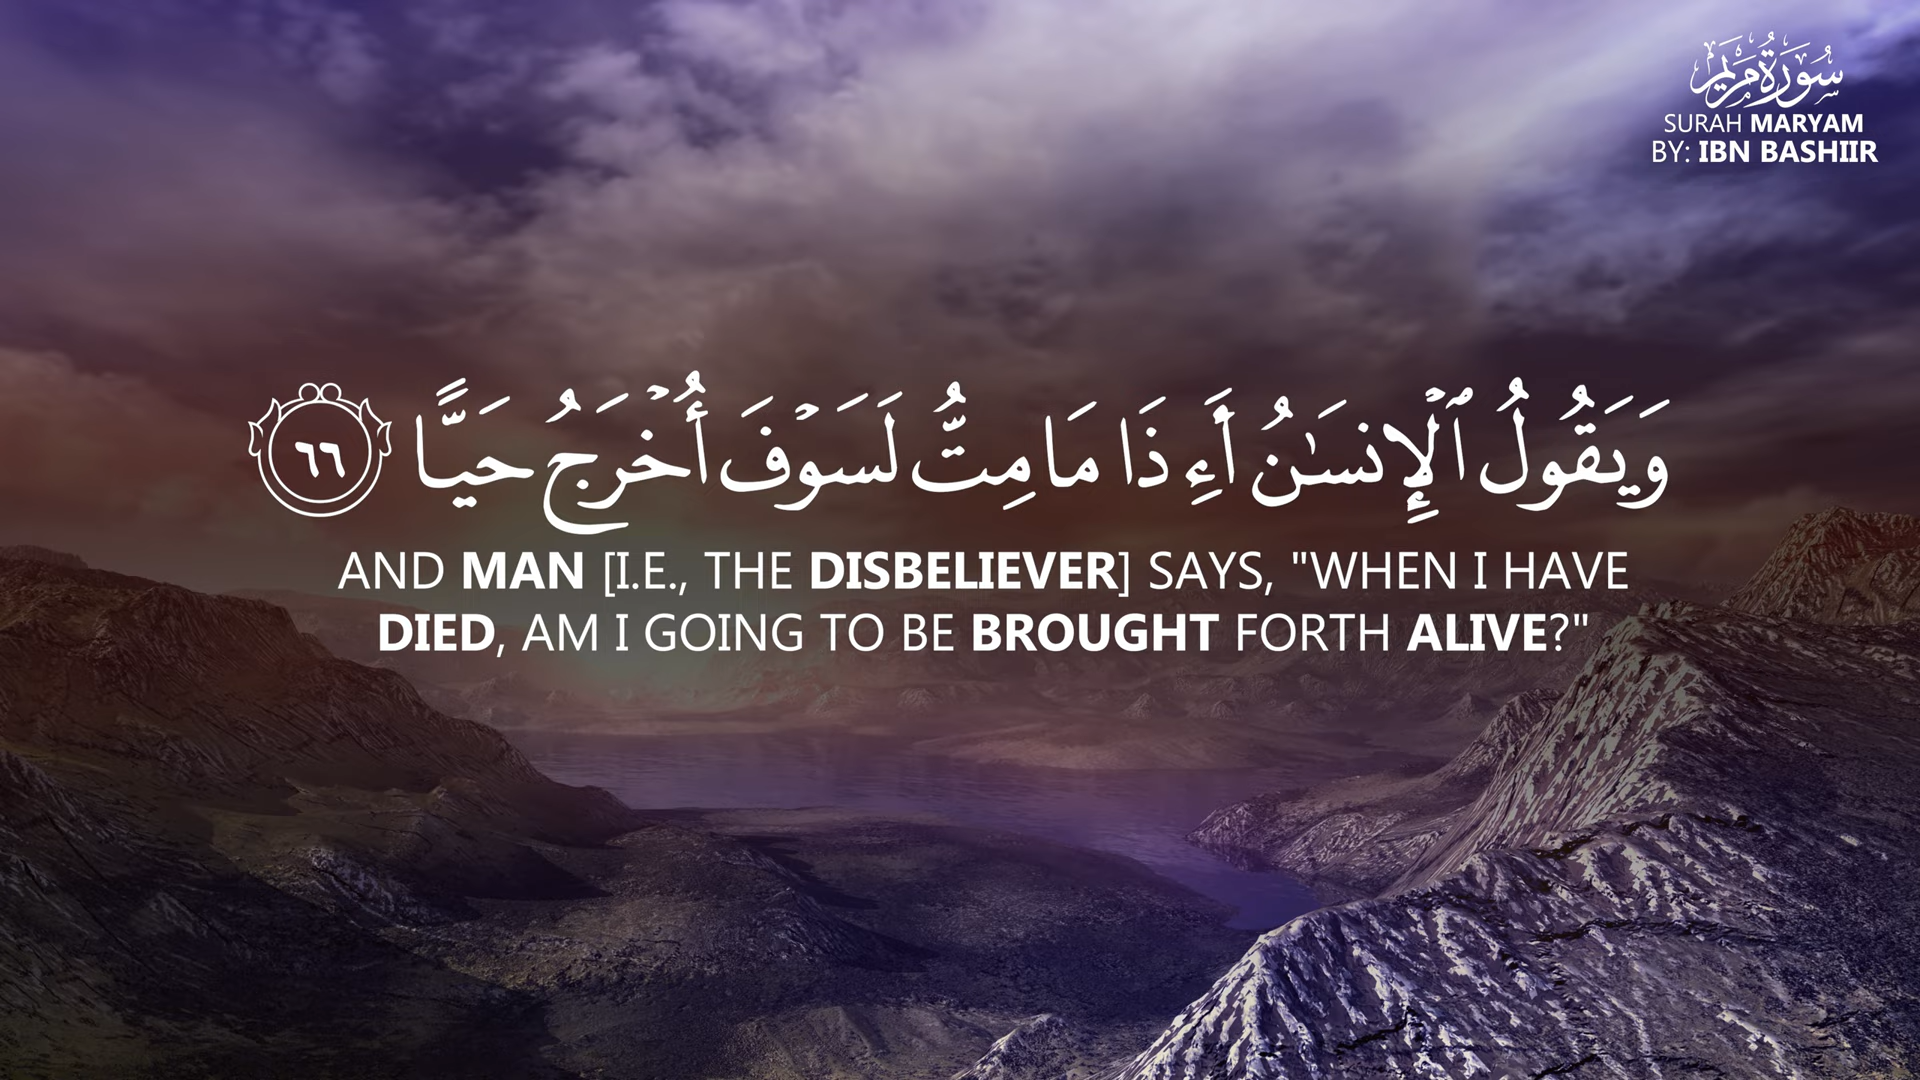 سُورَةُ مَرْيَم
SURAH MARYAM
BY: IBN BASHIIR
وَيَقُولُ ٱلْإِنسَٰنُ أَءِذَا مَا مِتُّ لَسَوْفَ أُخْرَجُ حَيًّا ٦٦
AND MAN [I.E., THE DISBELIEVER] SAYS, "WHEN I HAVE
DIED, AM I GOING TO BE BROUGHT FORTH ALIVE?"